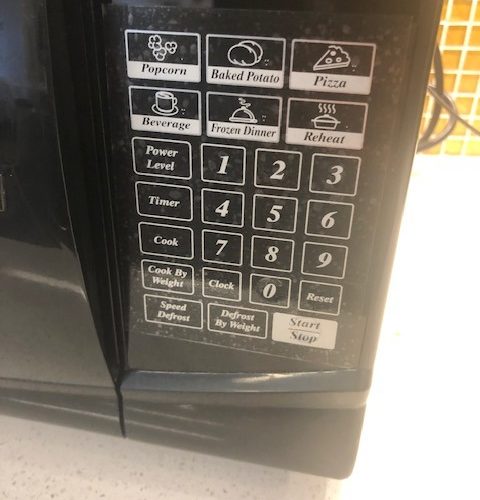 Popcorn
Baked Potato
Pizza
Beverage
Frozen Dinner
Reheat
Power
Level
1
2
3
Timer
4
5
6
Cook
7
8
9
Cook By
Weight
Clock
0
Reset
Speed
Defrost
Defrost
By Weight
Start
Stop